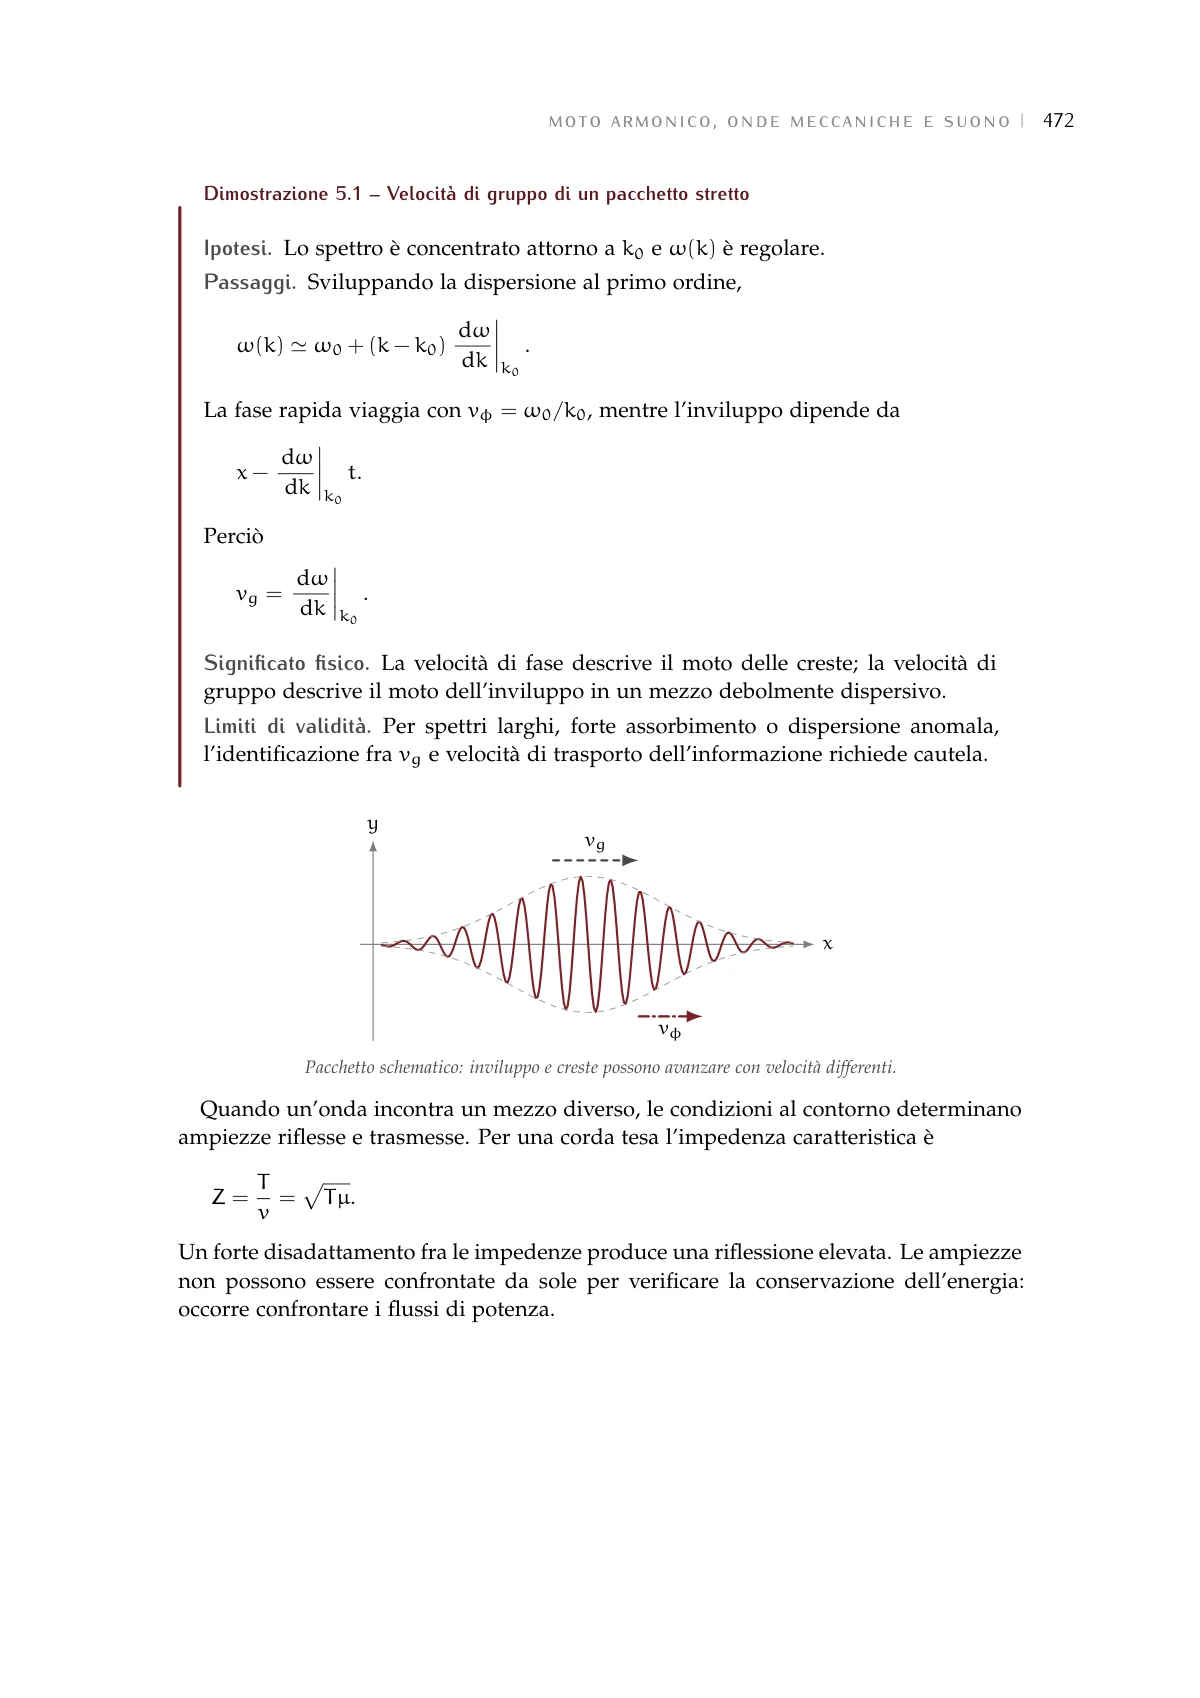 MOTO ARMONICO, ONDE MECCANICHE E SUONO | 472
Dimostrazione 5.1 – Velocità di gruppo di un pacchetto stretto
Ipotesi. Lo spettro è concentrato attorno a k₀ e ω(k) è regolare.
Passaggi. Sviluppando la dispersione al primo ordine,
ω(k) ≃ ω₀ + (k − k₀) dω/dk|k₀ .
La fase rapida viaggia con vϕ = ω₀/k₀, mentre l’inviluppo dipende da
x − dω/dk|k₀ t.
Perciò
v_g = dω/dk|k₀ .
Significato fisico. La velocità di fase descrive il moto delle creste; la velocità di
gruppo descrive il moto dell’inviluppo in un mezzo debolmente dispersivo.
Limiti di validità. Per spettri larghi, forte assorbimento o dispersione anomala,
l’identificazione fra v_g e velocità di trasporto dell’informazione richiede cautela.
y
v_g
x
vϕ
Pacchetto schematico: inviluppo e creste possono avanzare con velocità differenti.
Quando un’onda incontra un mezzo diverso, le condizioni al contorno determinano
ampiezze riflesse e trasmesse. Per una corda tesa l’impedenza caratteristica è
Z = T/v = √Tμ.
Un forte disadattamento fra le impedenze produce una riflessione elevata. Le ampiezze
non possono essere confrontate da sole per verificare la conservazione dell’energia:
occorre confrontare i flussi di potenza.